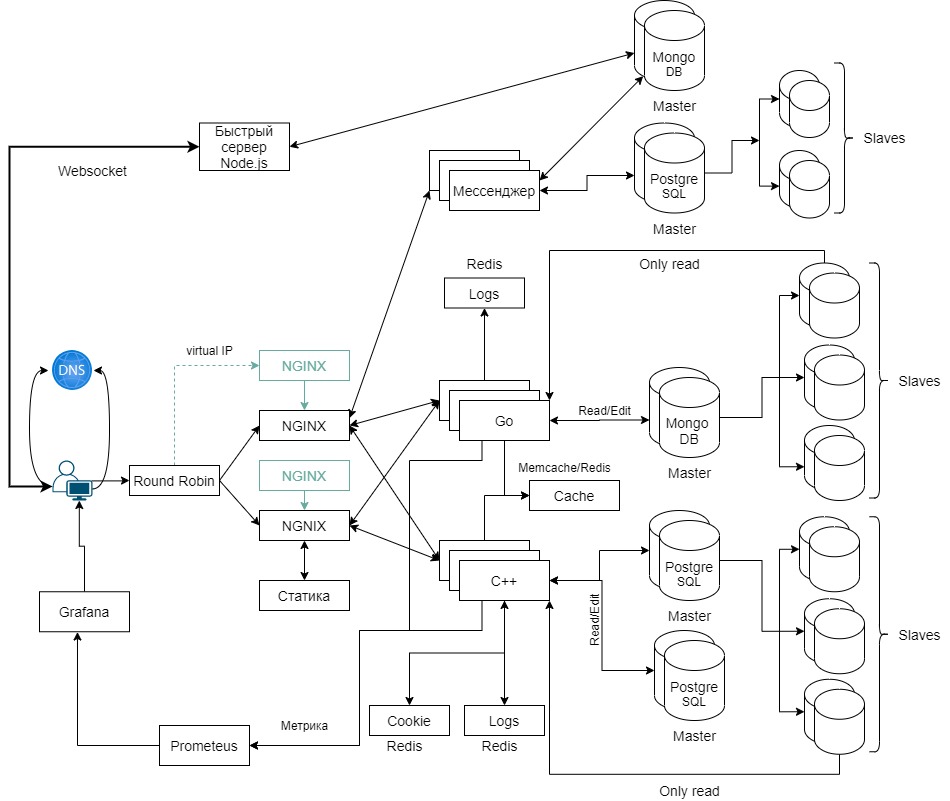 Mongo
DB
Master
Быстрый
сервер
Node.js
Websocket
Slaves
Мессенджер
Postgre
SQL
Master
Only read
Redis
Logs
virtual IP
NGINX
DNS
Slaves
Go
Read/Edit
Mongo
DB
Master
NGINX
Memcache/Redis
Round Robin
NGINX
Cache
NGNIX
Postgre
SQL
Master
C++
Read/Edit
Статика
Grafana
Slaves
Postgre
SQL
Master
Cookie
Redis
Logs
Redis
Метрика
Prometeus
Only read